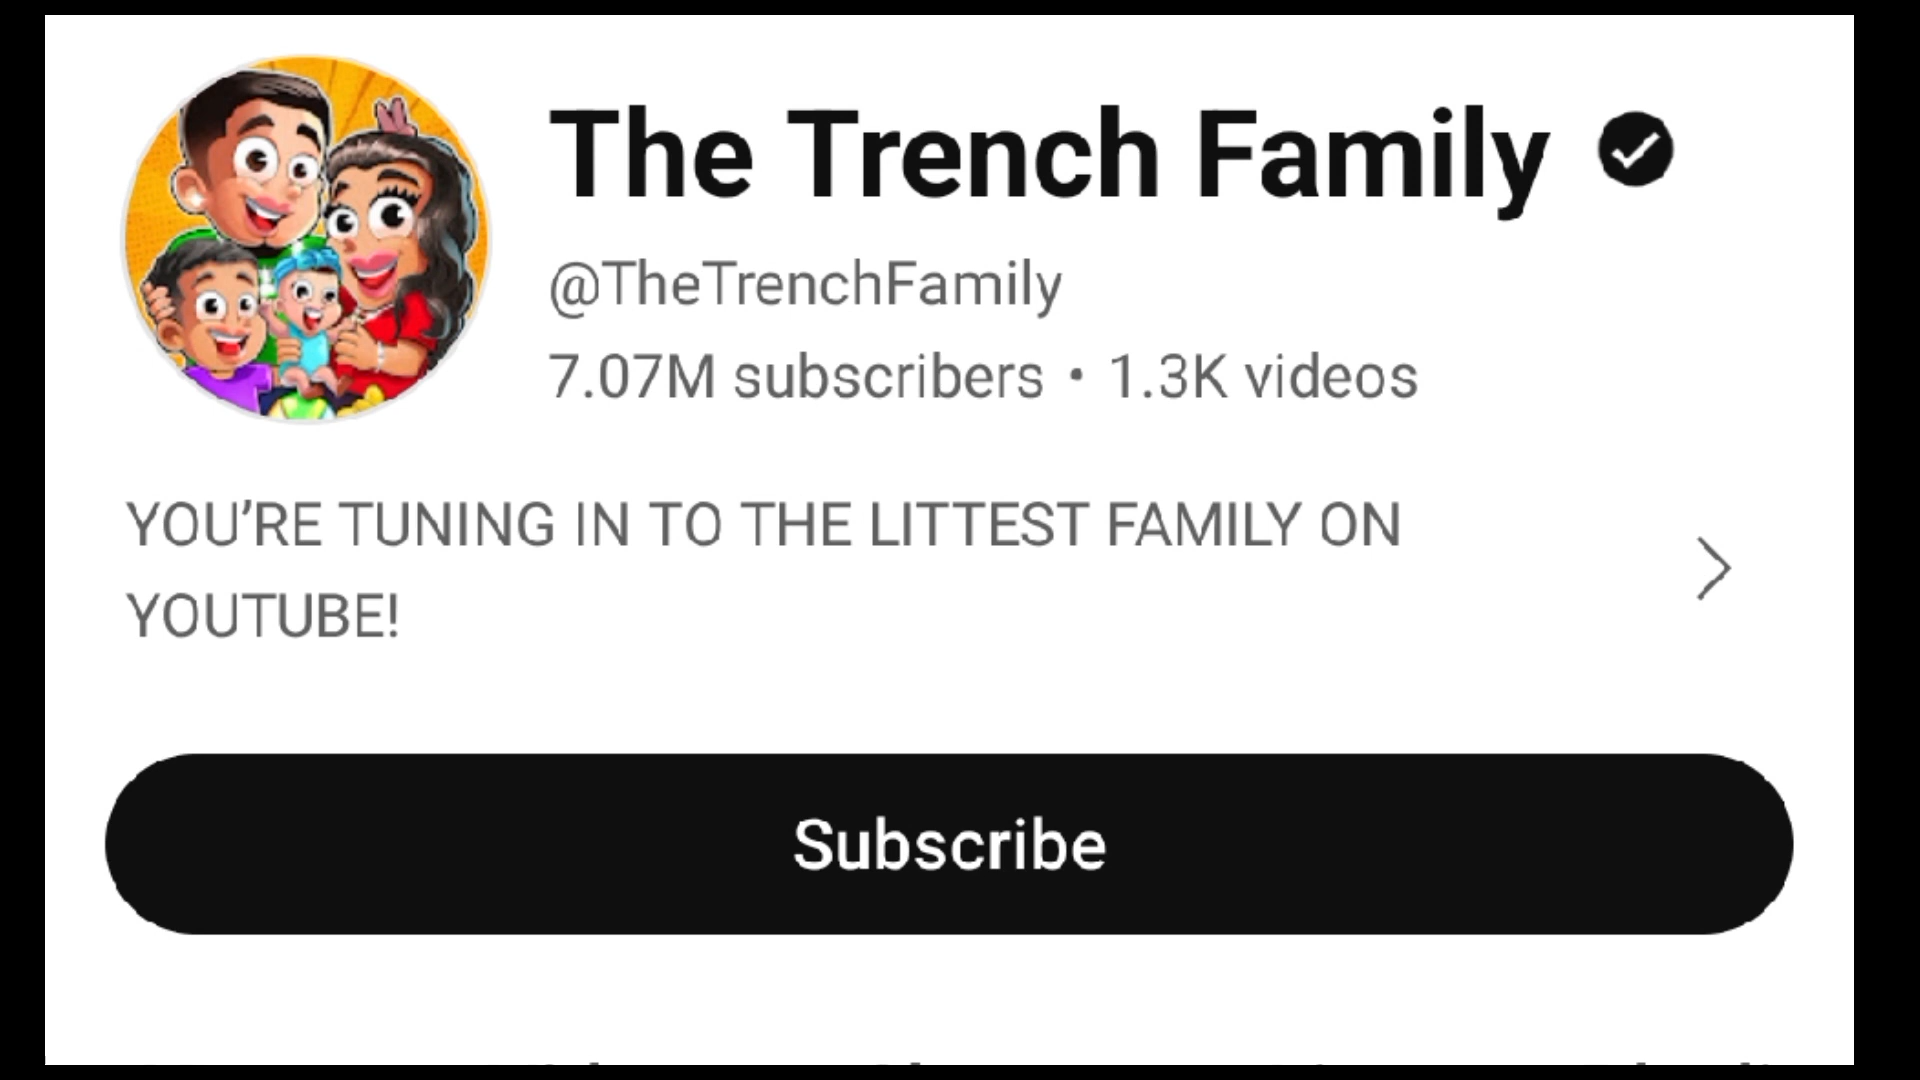 The Trench Family
@TheTrenchFamily
7.07M subscribers • 1.3K videos
YOU’RE TUNING IN TO THE LITTEST FAMILY ON
YOUTUBE!
Subscribe